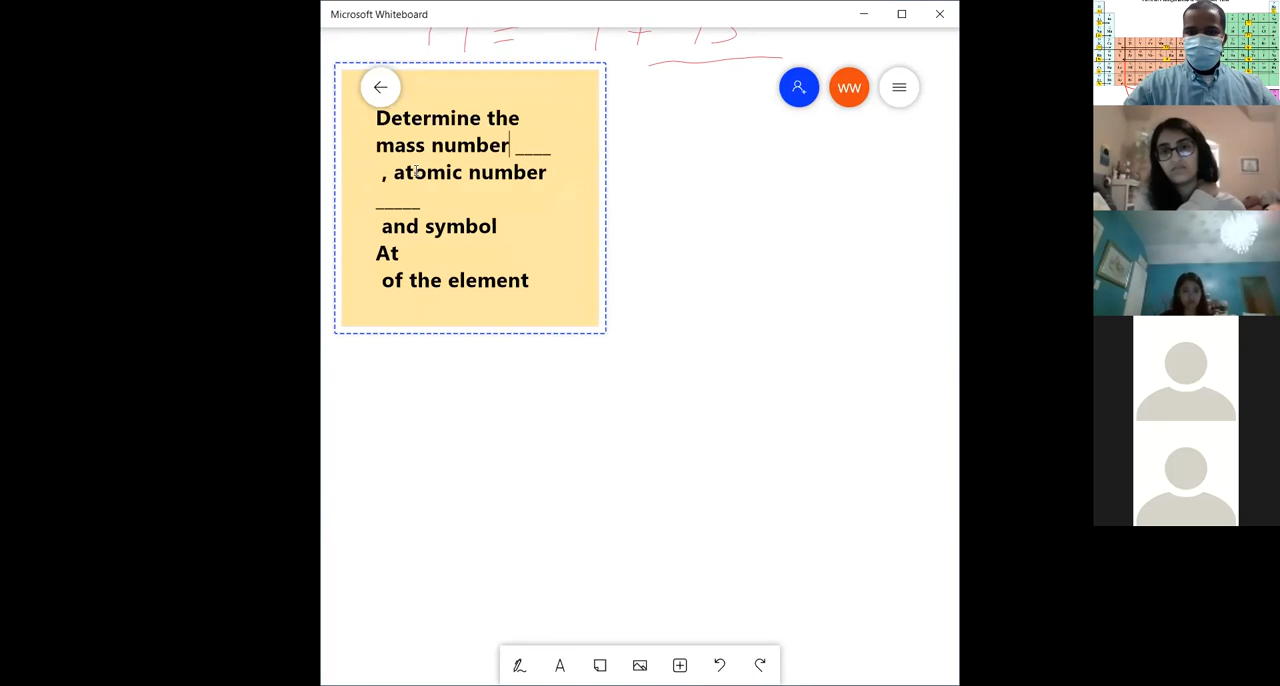 Microsoft Whiteboard
Determine the
mass number ____
, atomic number
_____
and symbol
At
of the element
WW